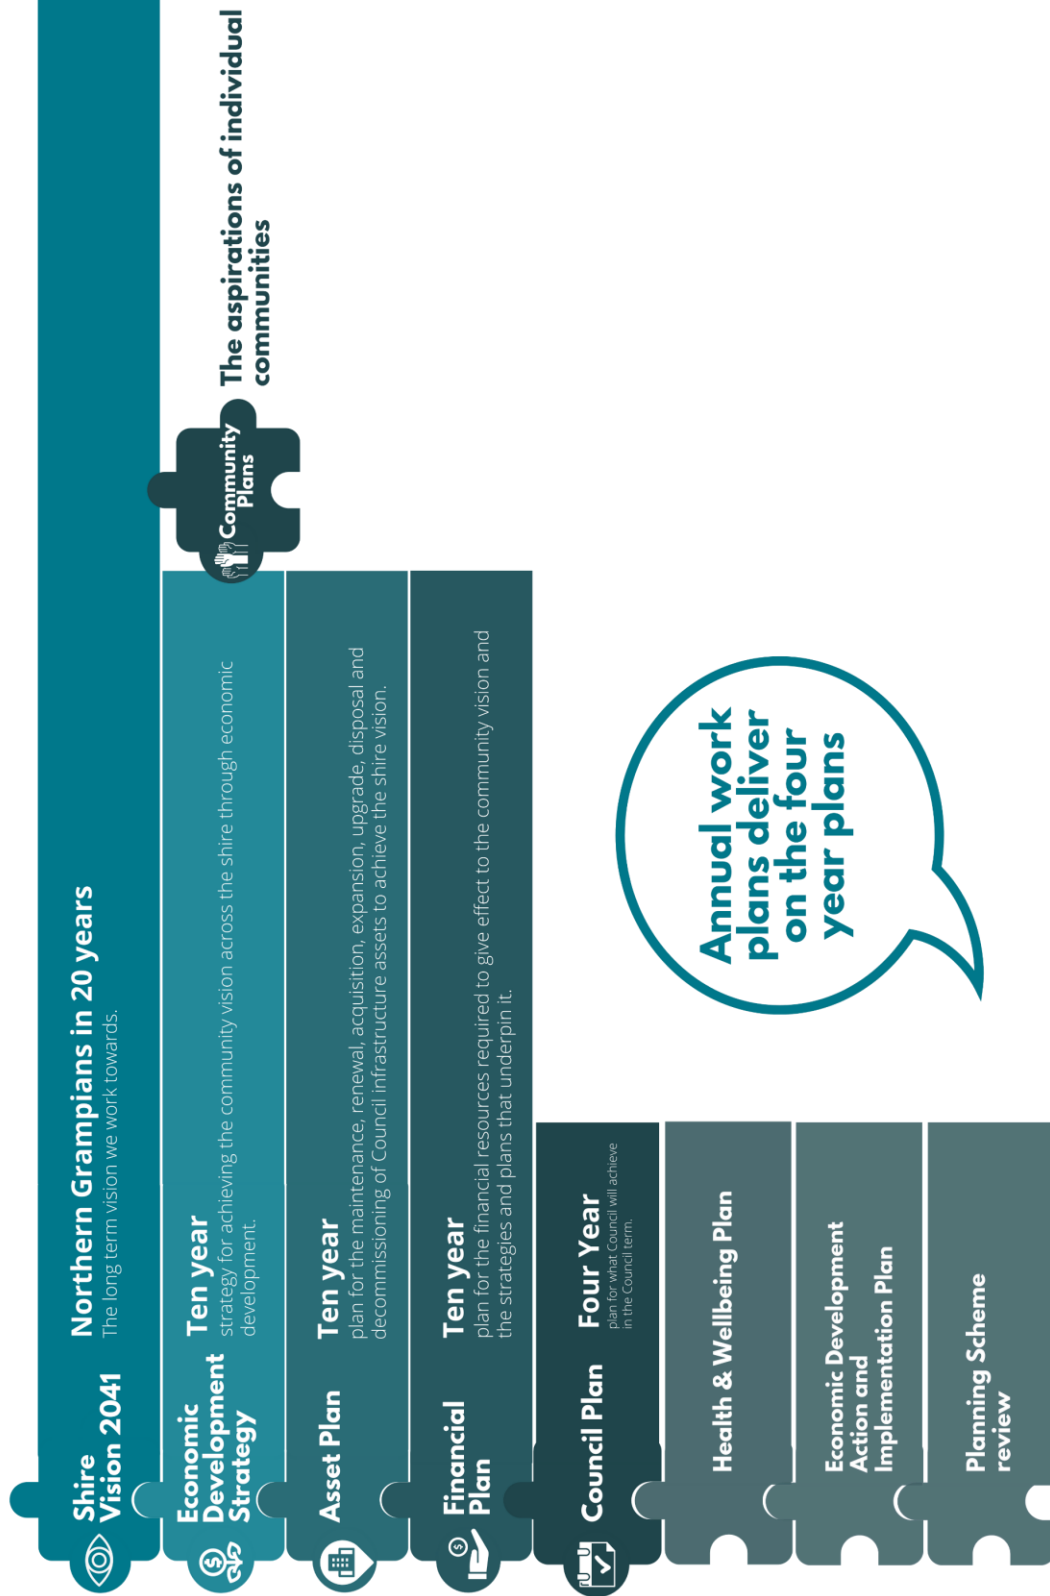 Shire
Vision 2041
Northern Grampians in 20 years
The long term vision we work towards.
Economic
Development
Strategy
Ten year
strategy for achieving the community vision across the shire through economic
development.
Community
Plans
The aspirations of individual
communities
Asset Plan
Ten year
plan for the maintenance, renewal, acquisition, expansion, upgrade, disposal and
decommissioning of Council infrastructure assets to achieve the shire vision.
Financial
Plan
Ten year
plan for the financial resources required to give effect to the community vision and
the strategies and plans that underpin it.
Council Plan
Four Year
plan for what Council will achieve
in the Council term.
Health & Wellbeing Plan
Economic Development
Action and
Implementation Plan
Planning Scheme
review
Annual work
plans deliver
on the four
year plans